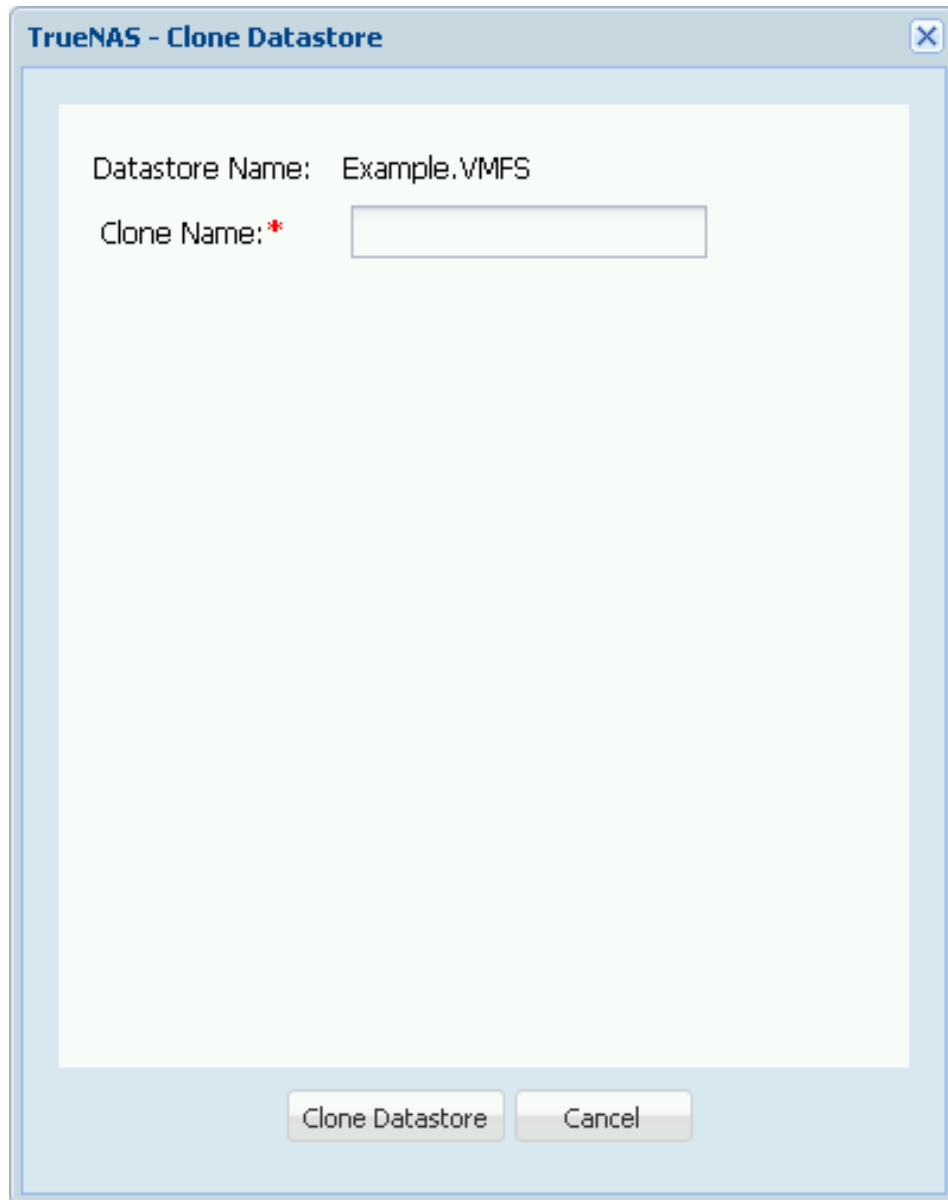 TrueNAS - Clone Datastore
Datastore Name: Example.VMFS
Clone Name:*
Clone Datastore Cancel